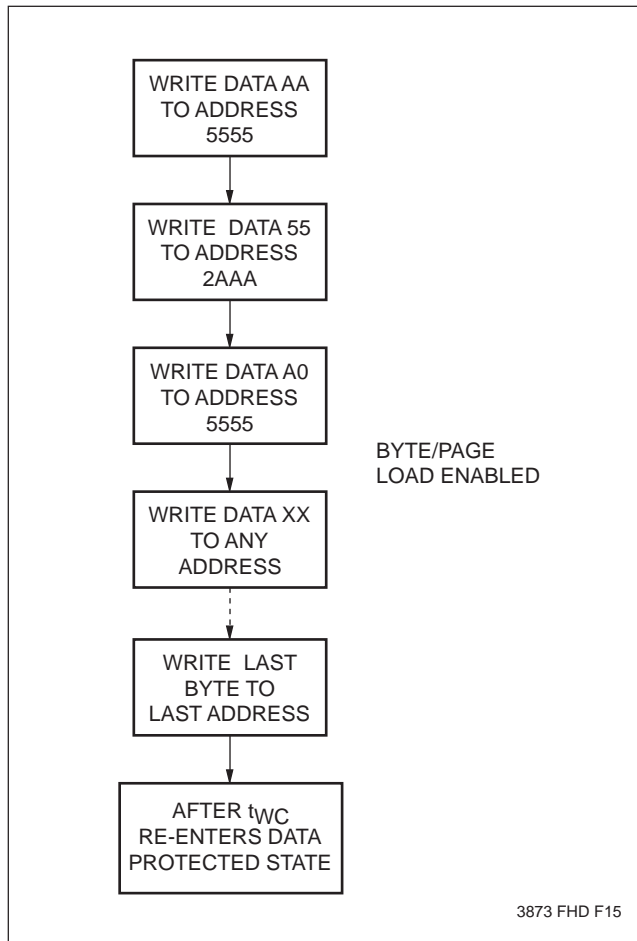 WRITE DATA AA
TO ADDRESS
5555
WRITE  DATA 55
TO ADDRESS
2AAA
WRITE DATA A0
TO ADDRESS
5555
BYTE/PAGE
LOAD ENABLED
WRITE DATA XX
TO ANY
ADDRESS
WRITE  LAST
BYTE TO
LAST ADDRESS
AFTER tWC
RE-ENTERS DATA
PROTECTED STATE
3873 FHD F15